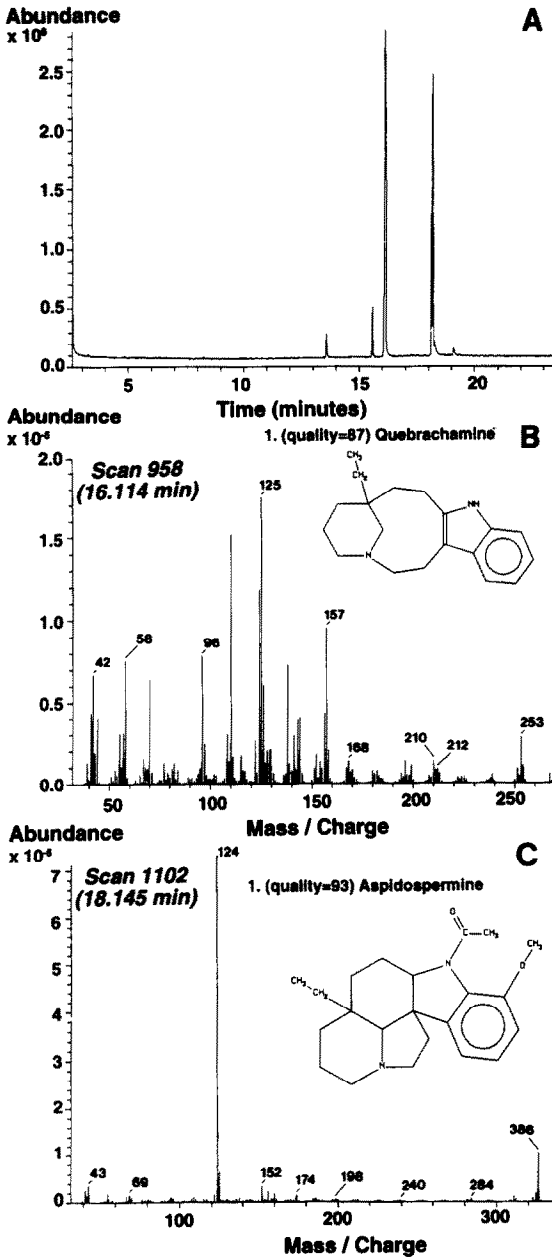 Abundance
x 10⁶
A
2.5
2.0
1.5
1.0
0.5
0.0
5
10
15
20
Time (minutes)
Abundance
x 10⁻⁵
1. (quality=87) Quebrachamine
B
2.0
1.5
1.0
0.5
0.0
Scan 958
(16.114 min)
125
157
56
42
96
168
210
212
253
CH₃
CH₂
NH
N
50
100
150
200
250
Mass / Charge
Abundance
x 10⁻⁵
C
7
6
5
4
3
2
1
0
Scan 1102
(18.145 min)
124
1. (quality=93) Aspidospermine
O
C
CH₃
CH₃
N
O
CH₃
CH₂
N
43
69
152
174
198
240
284
386
100
200
300
Mass / Charge